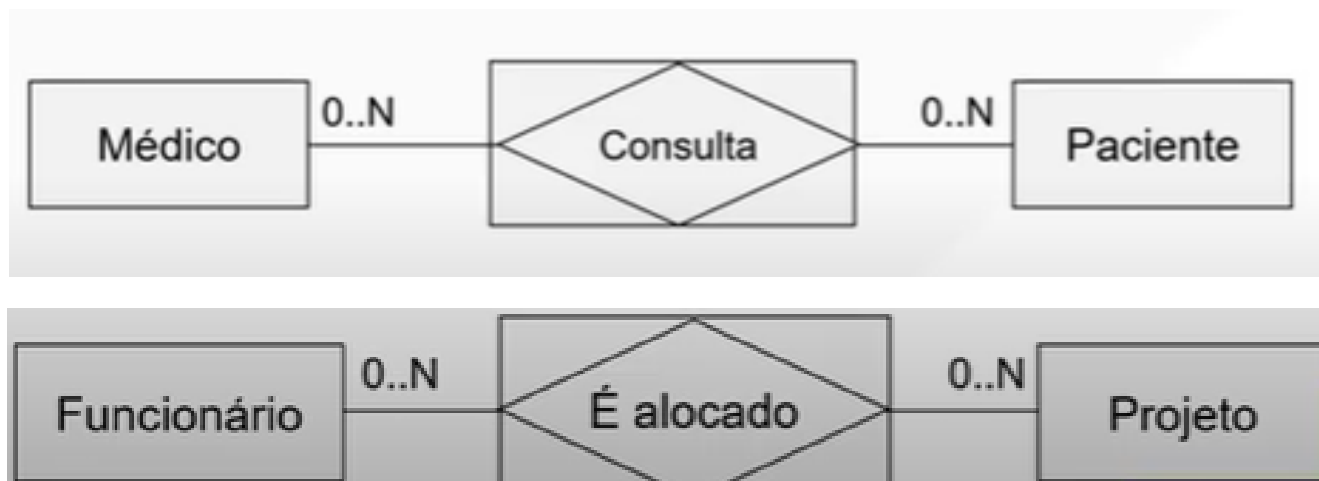 0..N 0..N
Médico Consulta Paciente
0..N 0..N
Funcionário É alocado Projeto